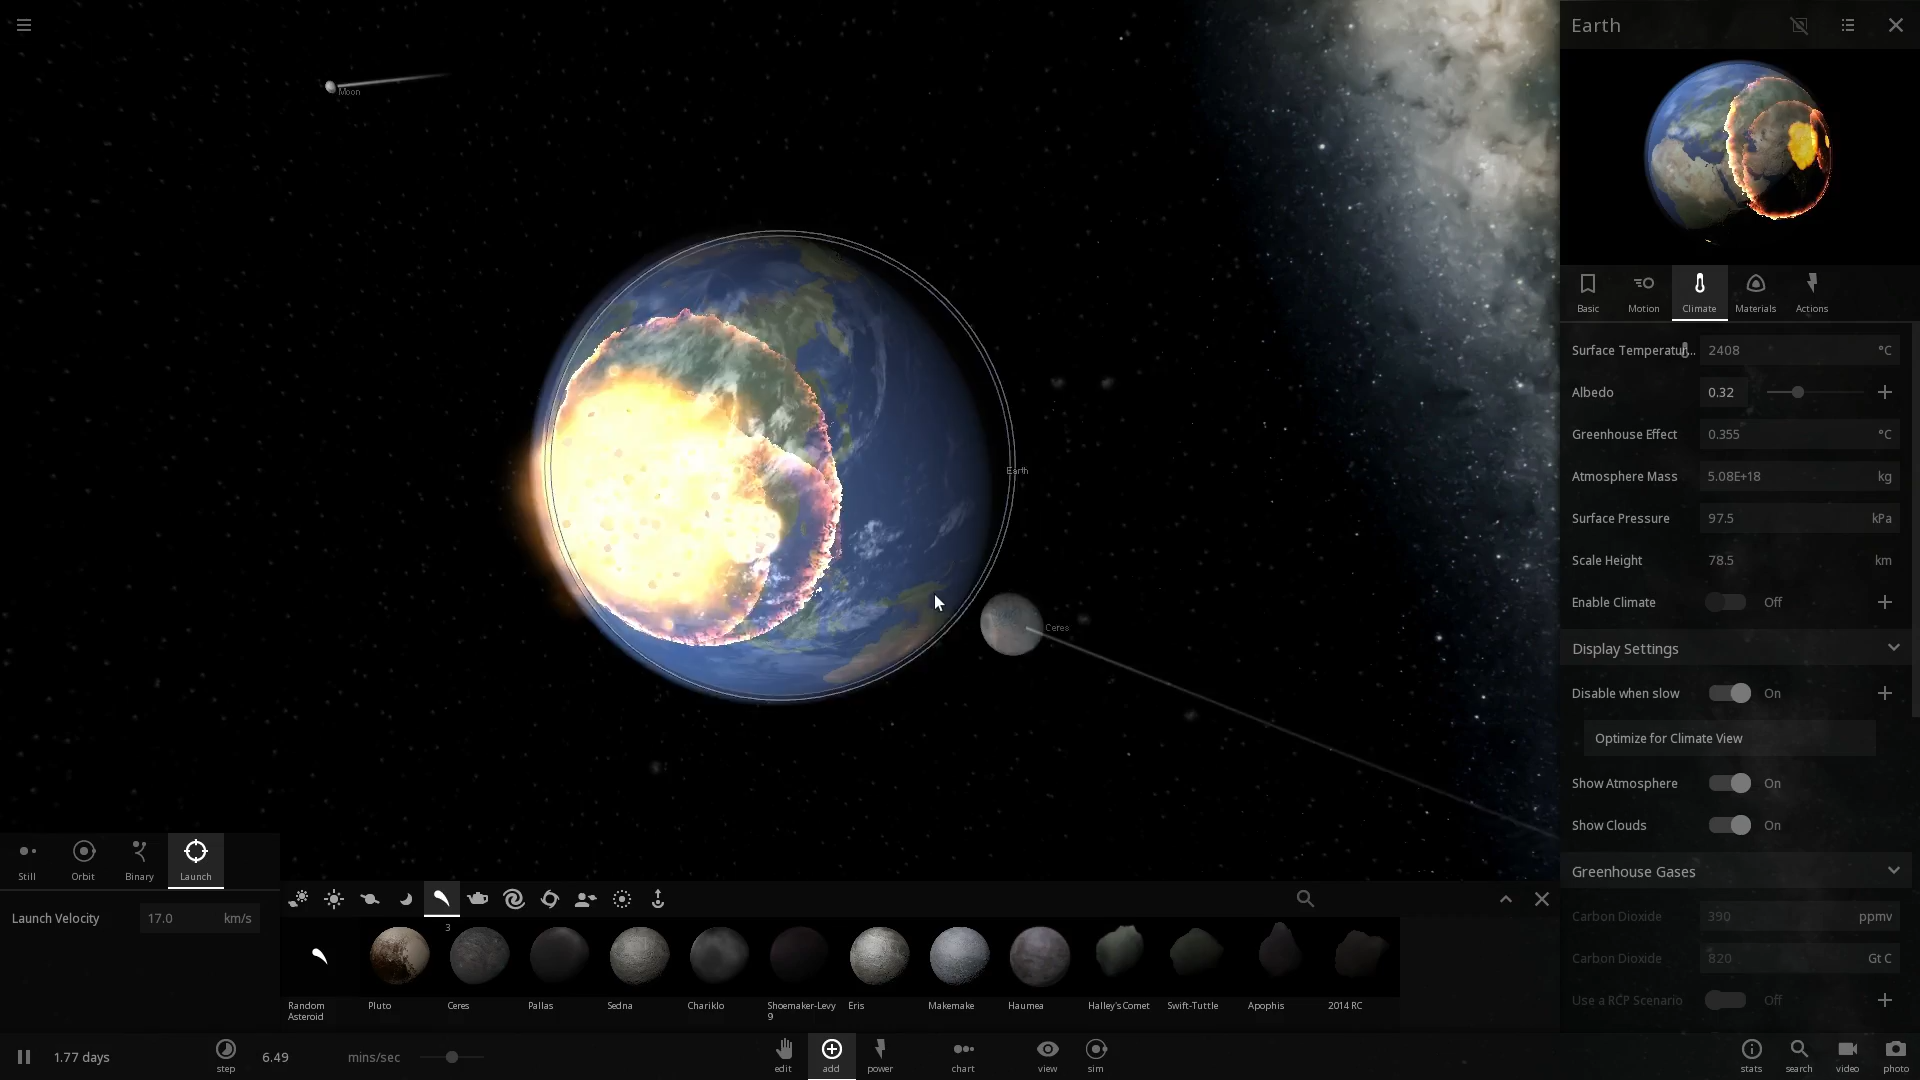 Earth
Moon
Earth
Ceres
Basic
Motion
Climate
Materials
Actions
Surface Temperatur... 2408 °C
Albedo 0.32
Greenhouse Effect 0.355 °C
Atmosphere Mass 5.08E+18 kg
Surface Pressure 97.5 kPa
Scale Height 78.5 km
Enable Climate Off
Display Settings
Disable when slow On
Optimize for Climate View
Show Atmosphere On
Show Clouds On
Greenhouse Gases
Carbon Dioxide 390 ppmv
Carbon Dioxide 820 Gt C
Use a RCP Scenario Off
Still
Orbit
Binary
Launch
Launch Velocity 17.0 km/s
3
Random
Asteroid
Pluto
Ceres
Pallas
Sedna
Chariklo
Shoemaker-Levy
9
Eris
Makemake
Haumea
Halley's Comet
Swift-Tuttle
Apophis
2014 RC
1.77 days
step
6.49 mins/sec
edit
add
power
chart
view
sim
stats
search
video
photo